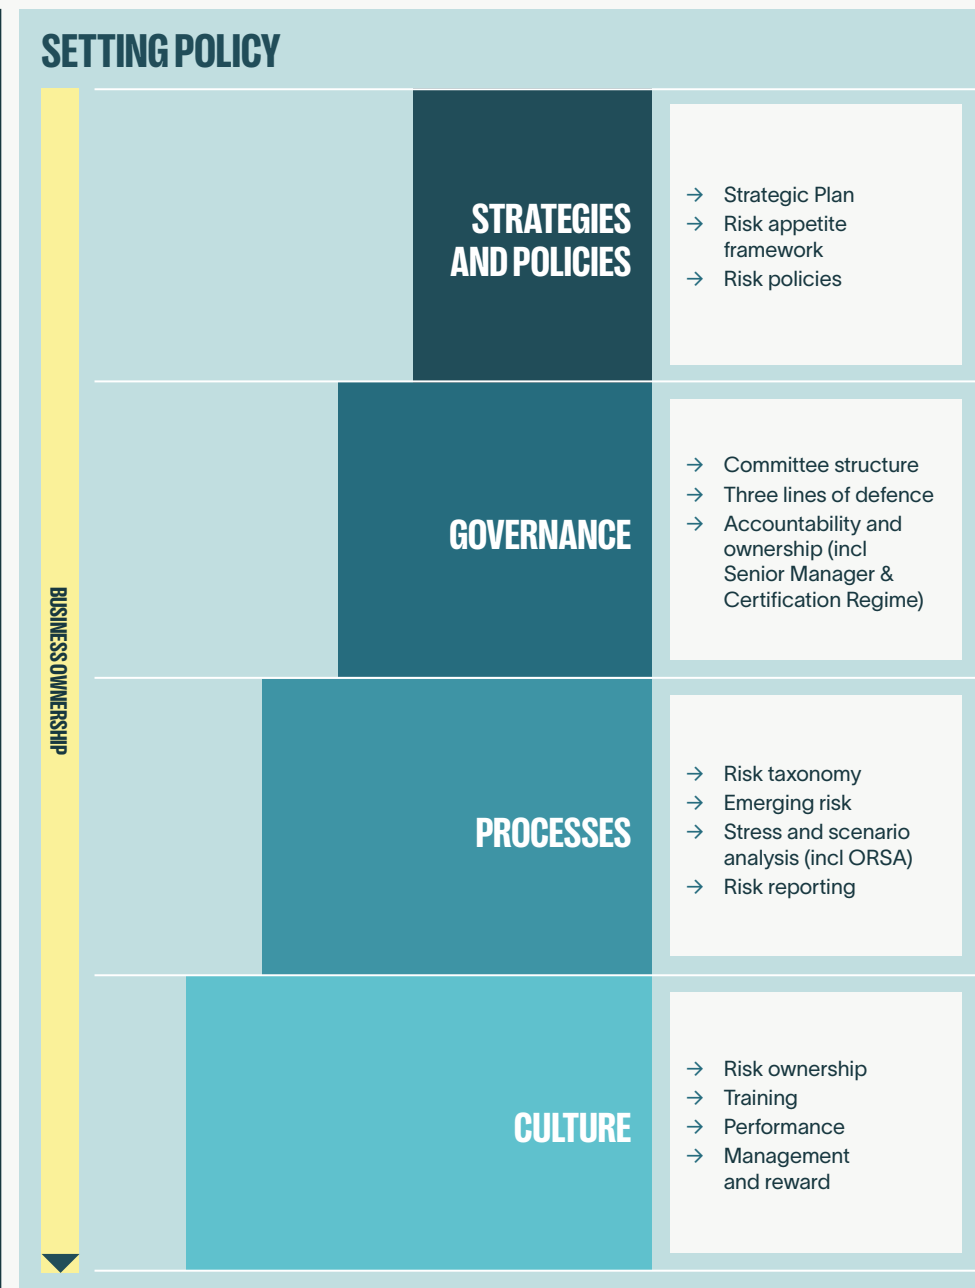 SETTING POLICY
BUSINESS OWNERSHIP
STRATEGIES
AND POLICIES
→ Strategic Plan
→ Risk appetite
framework
→ Risk policies
GOVERNANCE
→ Committee structure
→ Three lines of defence
→ Accountability and
ownership (incl
Senior Manager &
Certification Regime)
PROCESSES
→ Risk taxonomy
→ Emerging risk
→ Stress and scenario
analysis (incl ORSA)
→ Risk reporting
CULTURE
→ Risk ownership
→ Training
→ Performance
→ Management
and reward